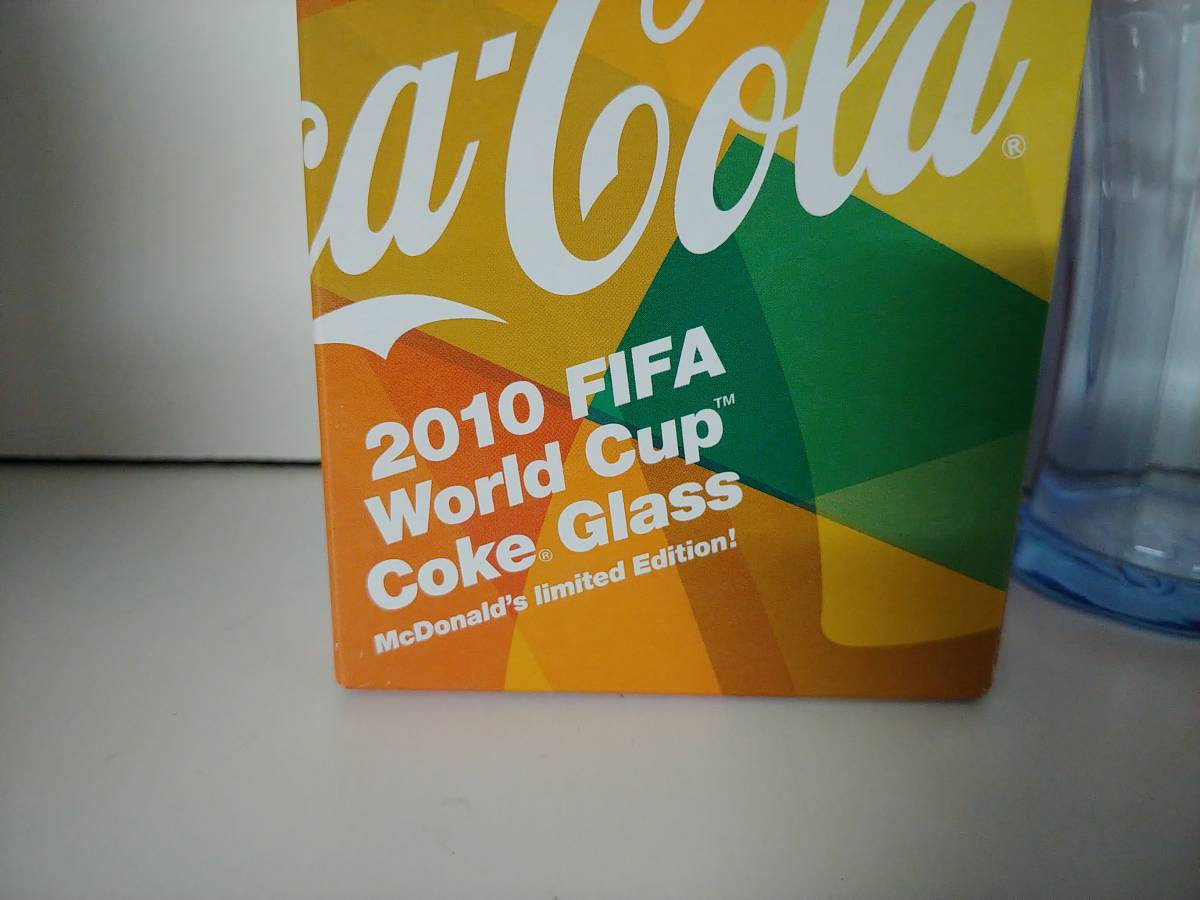 ca-Cola®
2010 FIFA
World Cup™
Coke® Glass
McDonald's limited Edition!